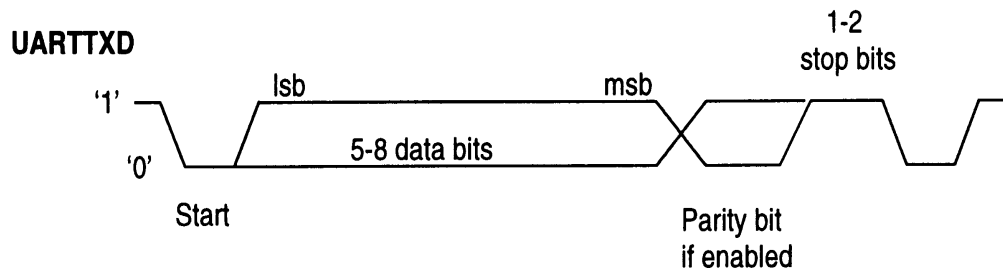 UARTTXD
1-2
stop bits
'1'
lsb
msb
'0'
5-8 data bits
Start
Parity bit
if enabled